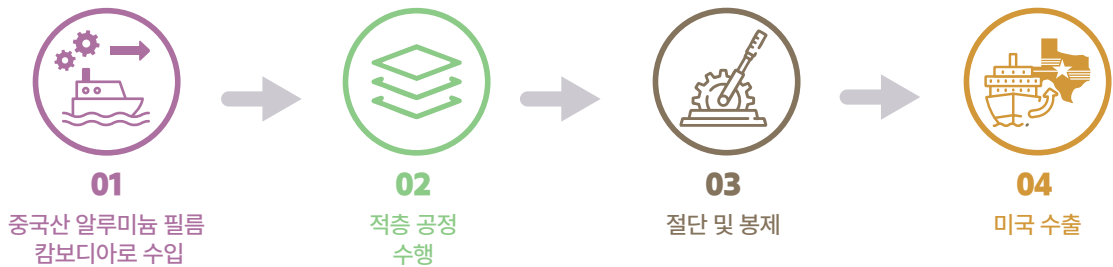 01
중국산 알루미늄 필름
캄보디아로 수입
02
적층 공정
수행
03
절단 및 봉제
04
미국 수출